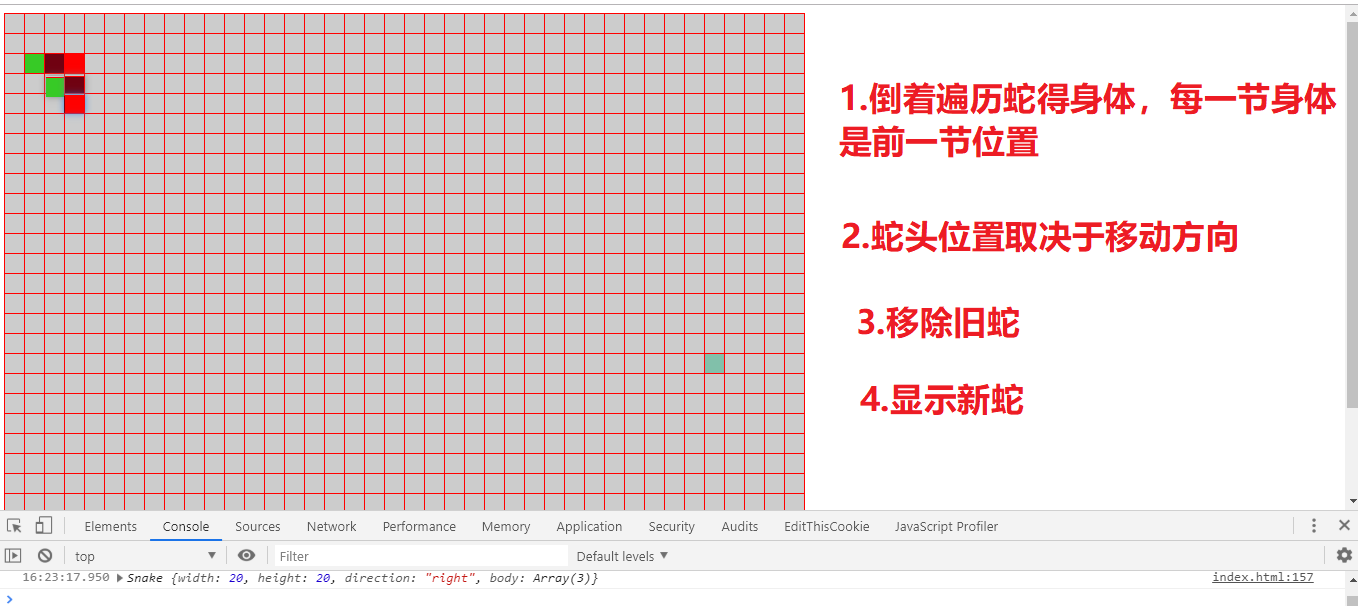 1.倒着遍历蛇得身体，每一节身体
是前一节位置
2.蛇头位置取决于移动方向
3.移除旧蛇
4.显示新蛇
Elements Console Sources Network Performance Memory Application Security Audits EditThisCookie JavaScript Profiler
top Filter Default levels
16:23:17.950 Snake {width: 20, height: 20, direction: "right", body: Array(3)} index.html:157